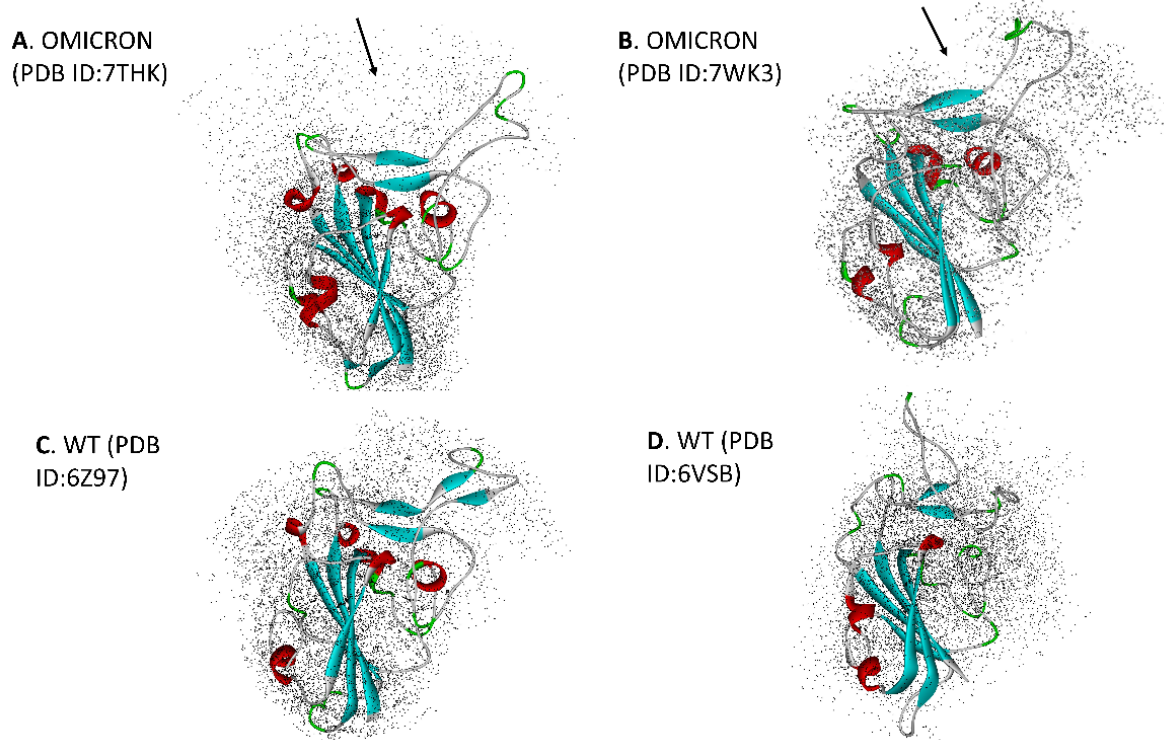 A. OMICRON
(PDB ID:7THK)
B. OMICRON
(PDB ID:7WK3)
C. WT (PDB
ID:6Z97)
D. WT (PDB
ID:6VSB)